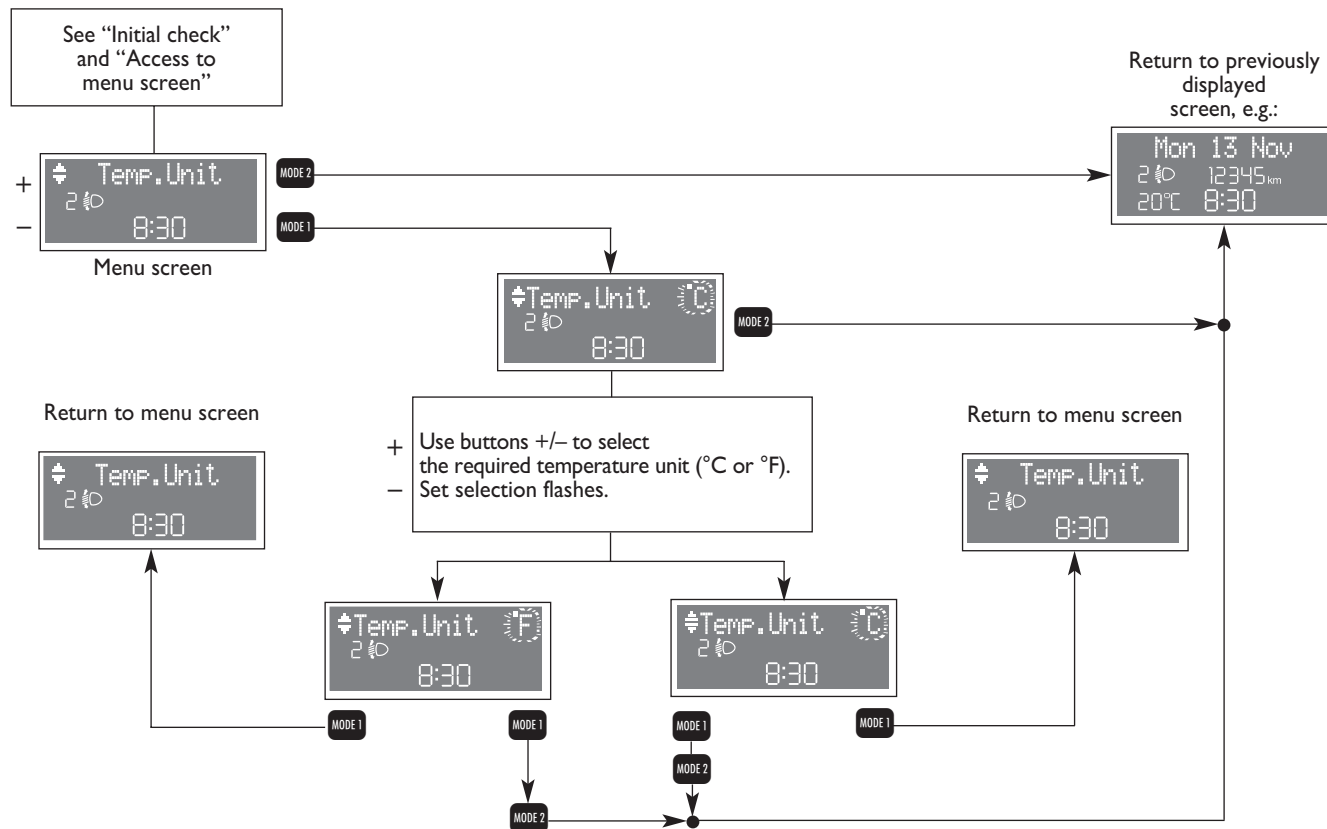 See “Initial check”
and “Access to
menu screen”
Return to previously
displayed
screen, e.g.:
+
−
Temp.Unit
2
8:30
MODE 2
MODE 1
Menu screen
Mon 13 Nov
2 12345 km
20°C 8:30
Temp.Unit °C
2
8:30
MODE 2
+
−
Use buttons +/– to select
the required temperature unit (°C or °F).
Set selection flashes.
Return to menu screen
Temp.Unit
2
8:30
Return to menu screen
Temp.Unit
2
8:30
Temp.Unit °F
2
8:30
Temp.Unit °C
2
8:30
MODE 1
MODE 1
MODE 1
MODE 1
MODE 2
MODE 2